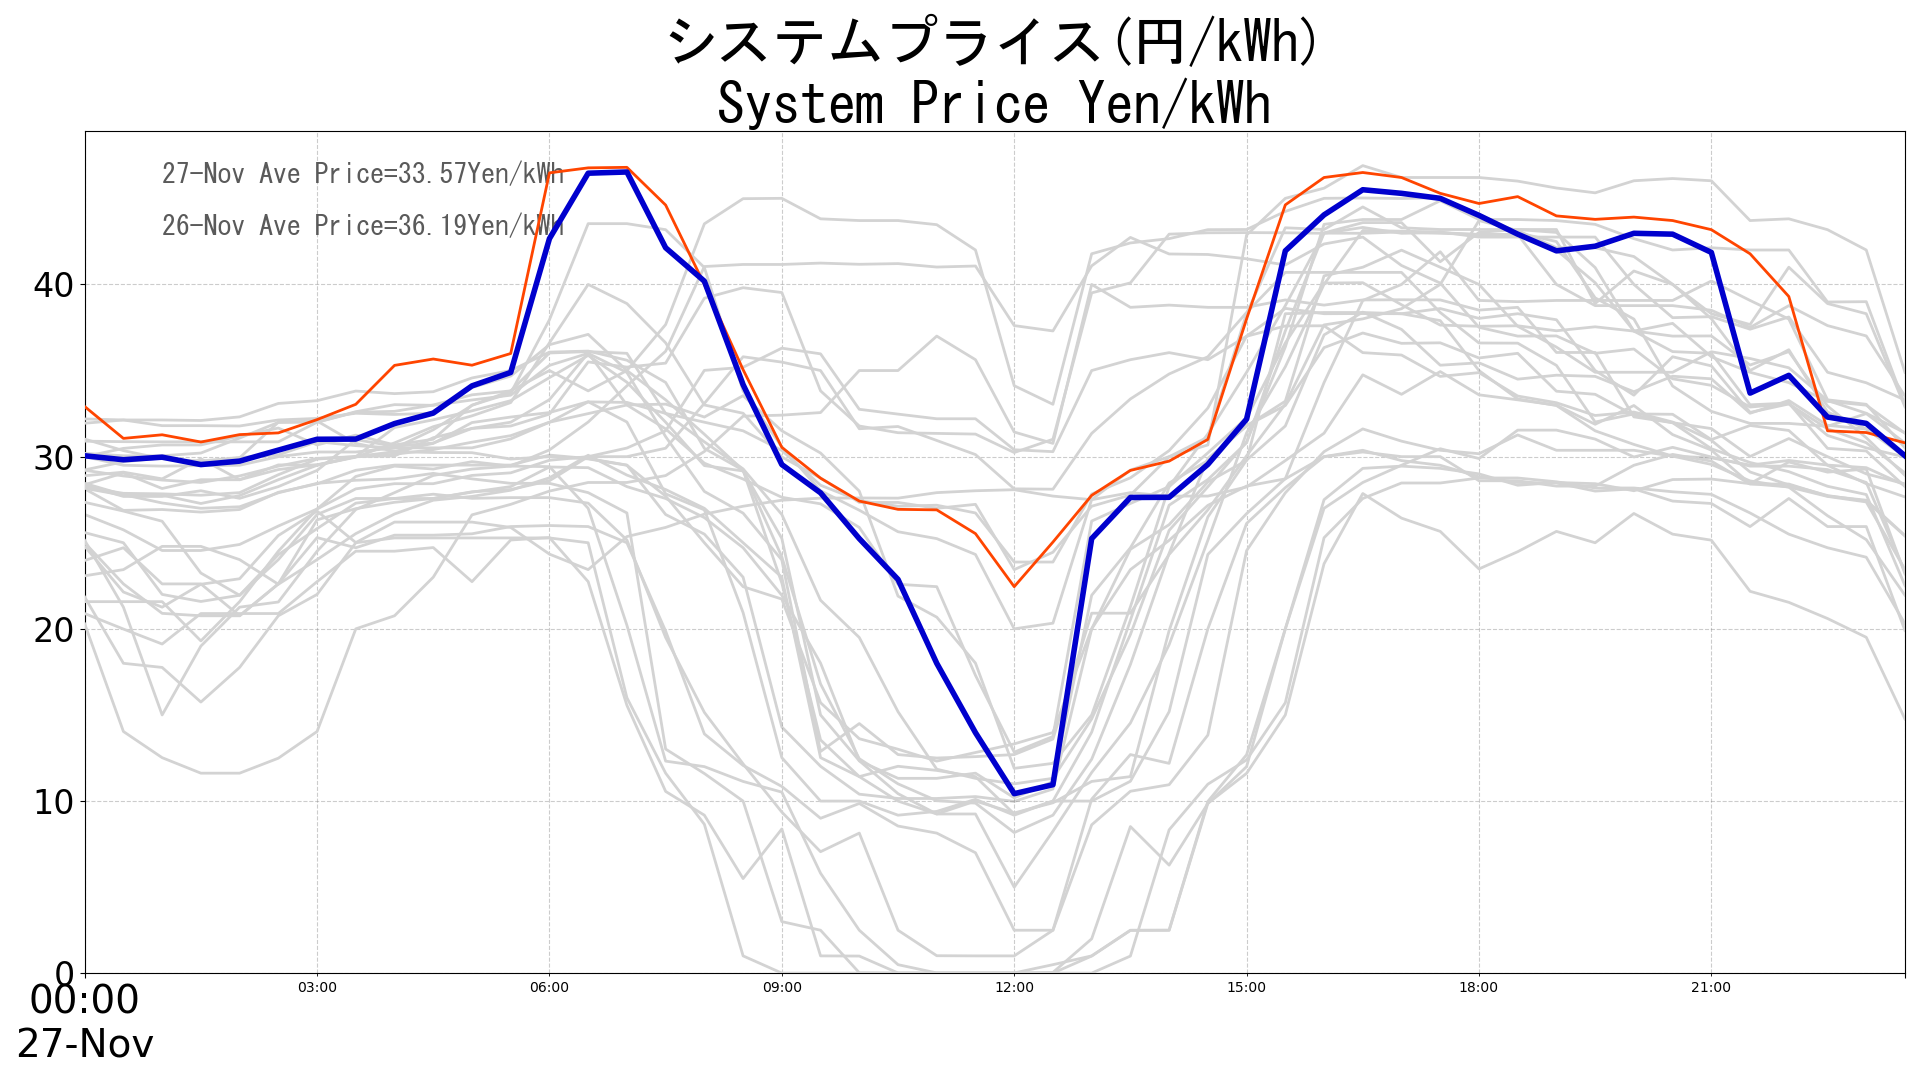 システムプライス(円/kWh)
System Price Yen/kWh
27-Nov Ave Price=33.57Yen/kWh
26-Nov Ave Price=36.19Yen/kWh
40
30
20
10
0
00:00 03:00 06:00 09:00 12:00 15:00 18:00 21:00
27-Nov